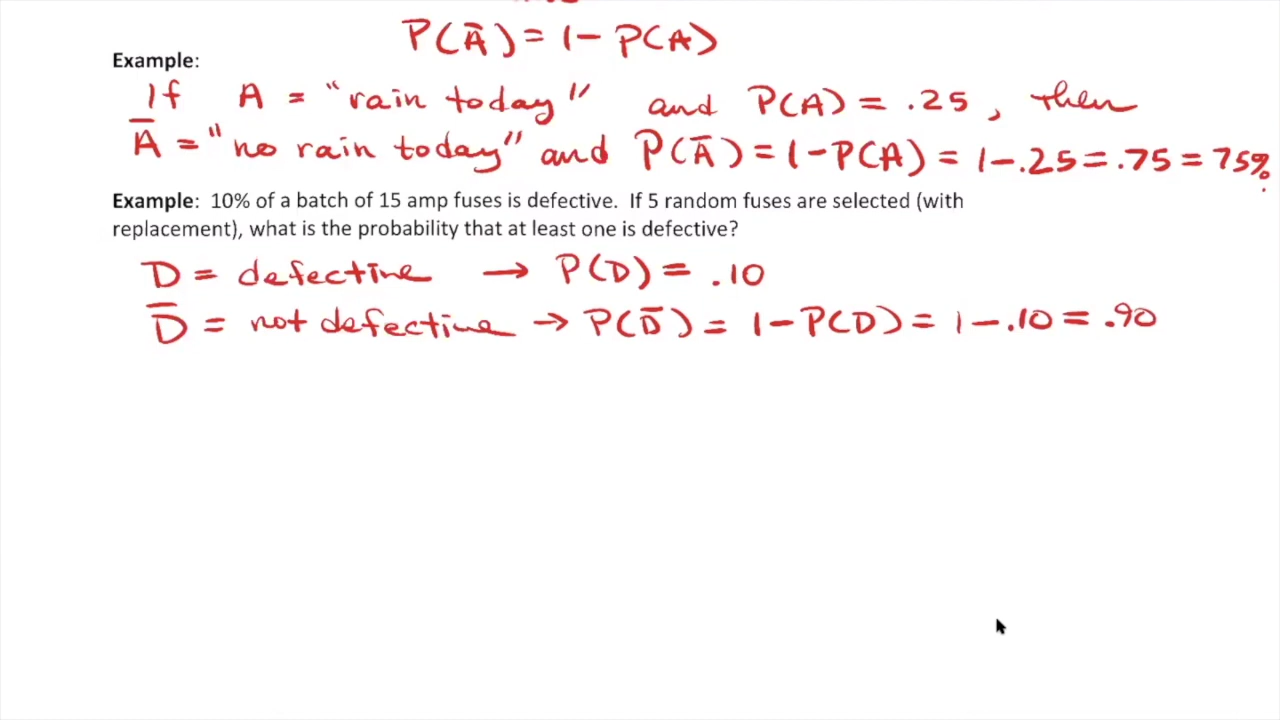 P(Ā) = 1 - P(A)
Example:
If A = "rain today" and P(A) = .25, then
Ā = "no rain today" and P(Ā) = 1 - P(A) = 1 - .25 = .75 = 75%.
Example: 10% of a batch of 15 amp fuses is defective. If 5 random fuses are selected (with
replacement), what is the probability that at least one is defective?
D = defective → P(D) = .10
D̄ = not defective → P(D̄) = 1 - P(D) = 1 - .10 = .90